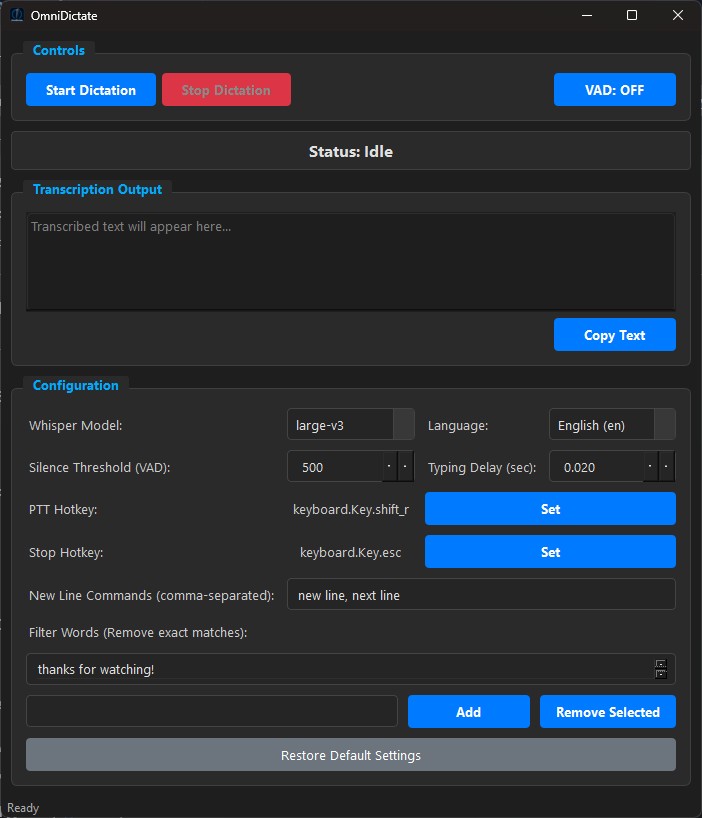 OmniDictate
Controls
Start Dictation Stop Dictation VAD: OFF
Status: Idle
Transcription Output
Transcribed text will appear here...
Copy Text
Configuration
Whisper Model: large-v3 Language: English (en)
Silence Threshold (VAD): 500 Typing Delay (sec): 0.020
PTT Hotkey: keyboard.Key.shift_r Set
Stop Hotkey: keyboard.Key.esc Set
New Line Commands (comma-separated): new line, next line
Filter Words (Remove exact matches):
thanks for watching!
Add Remove Selected
Restore Default Settings
Ready